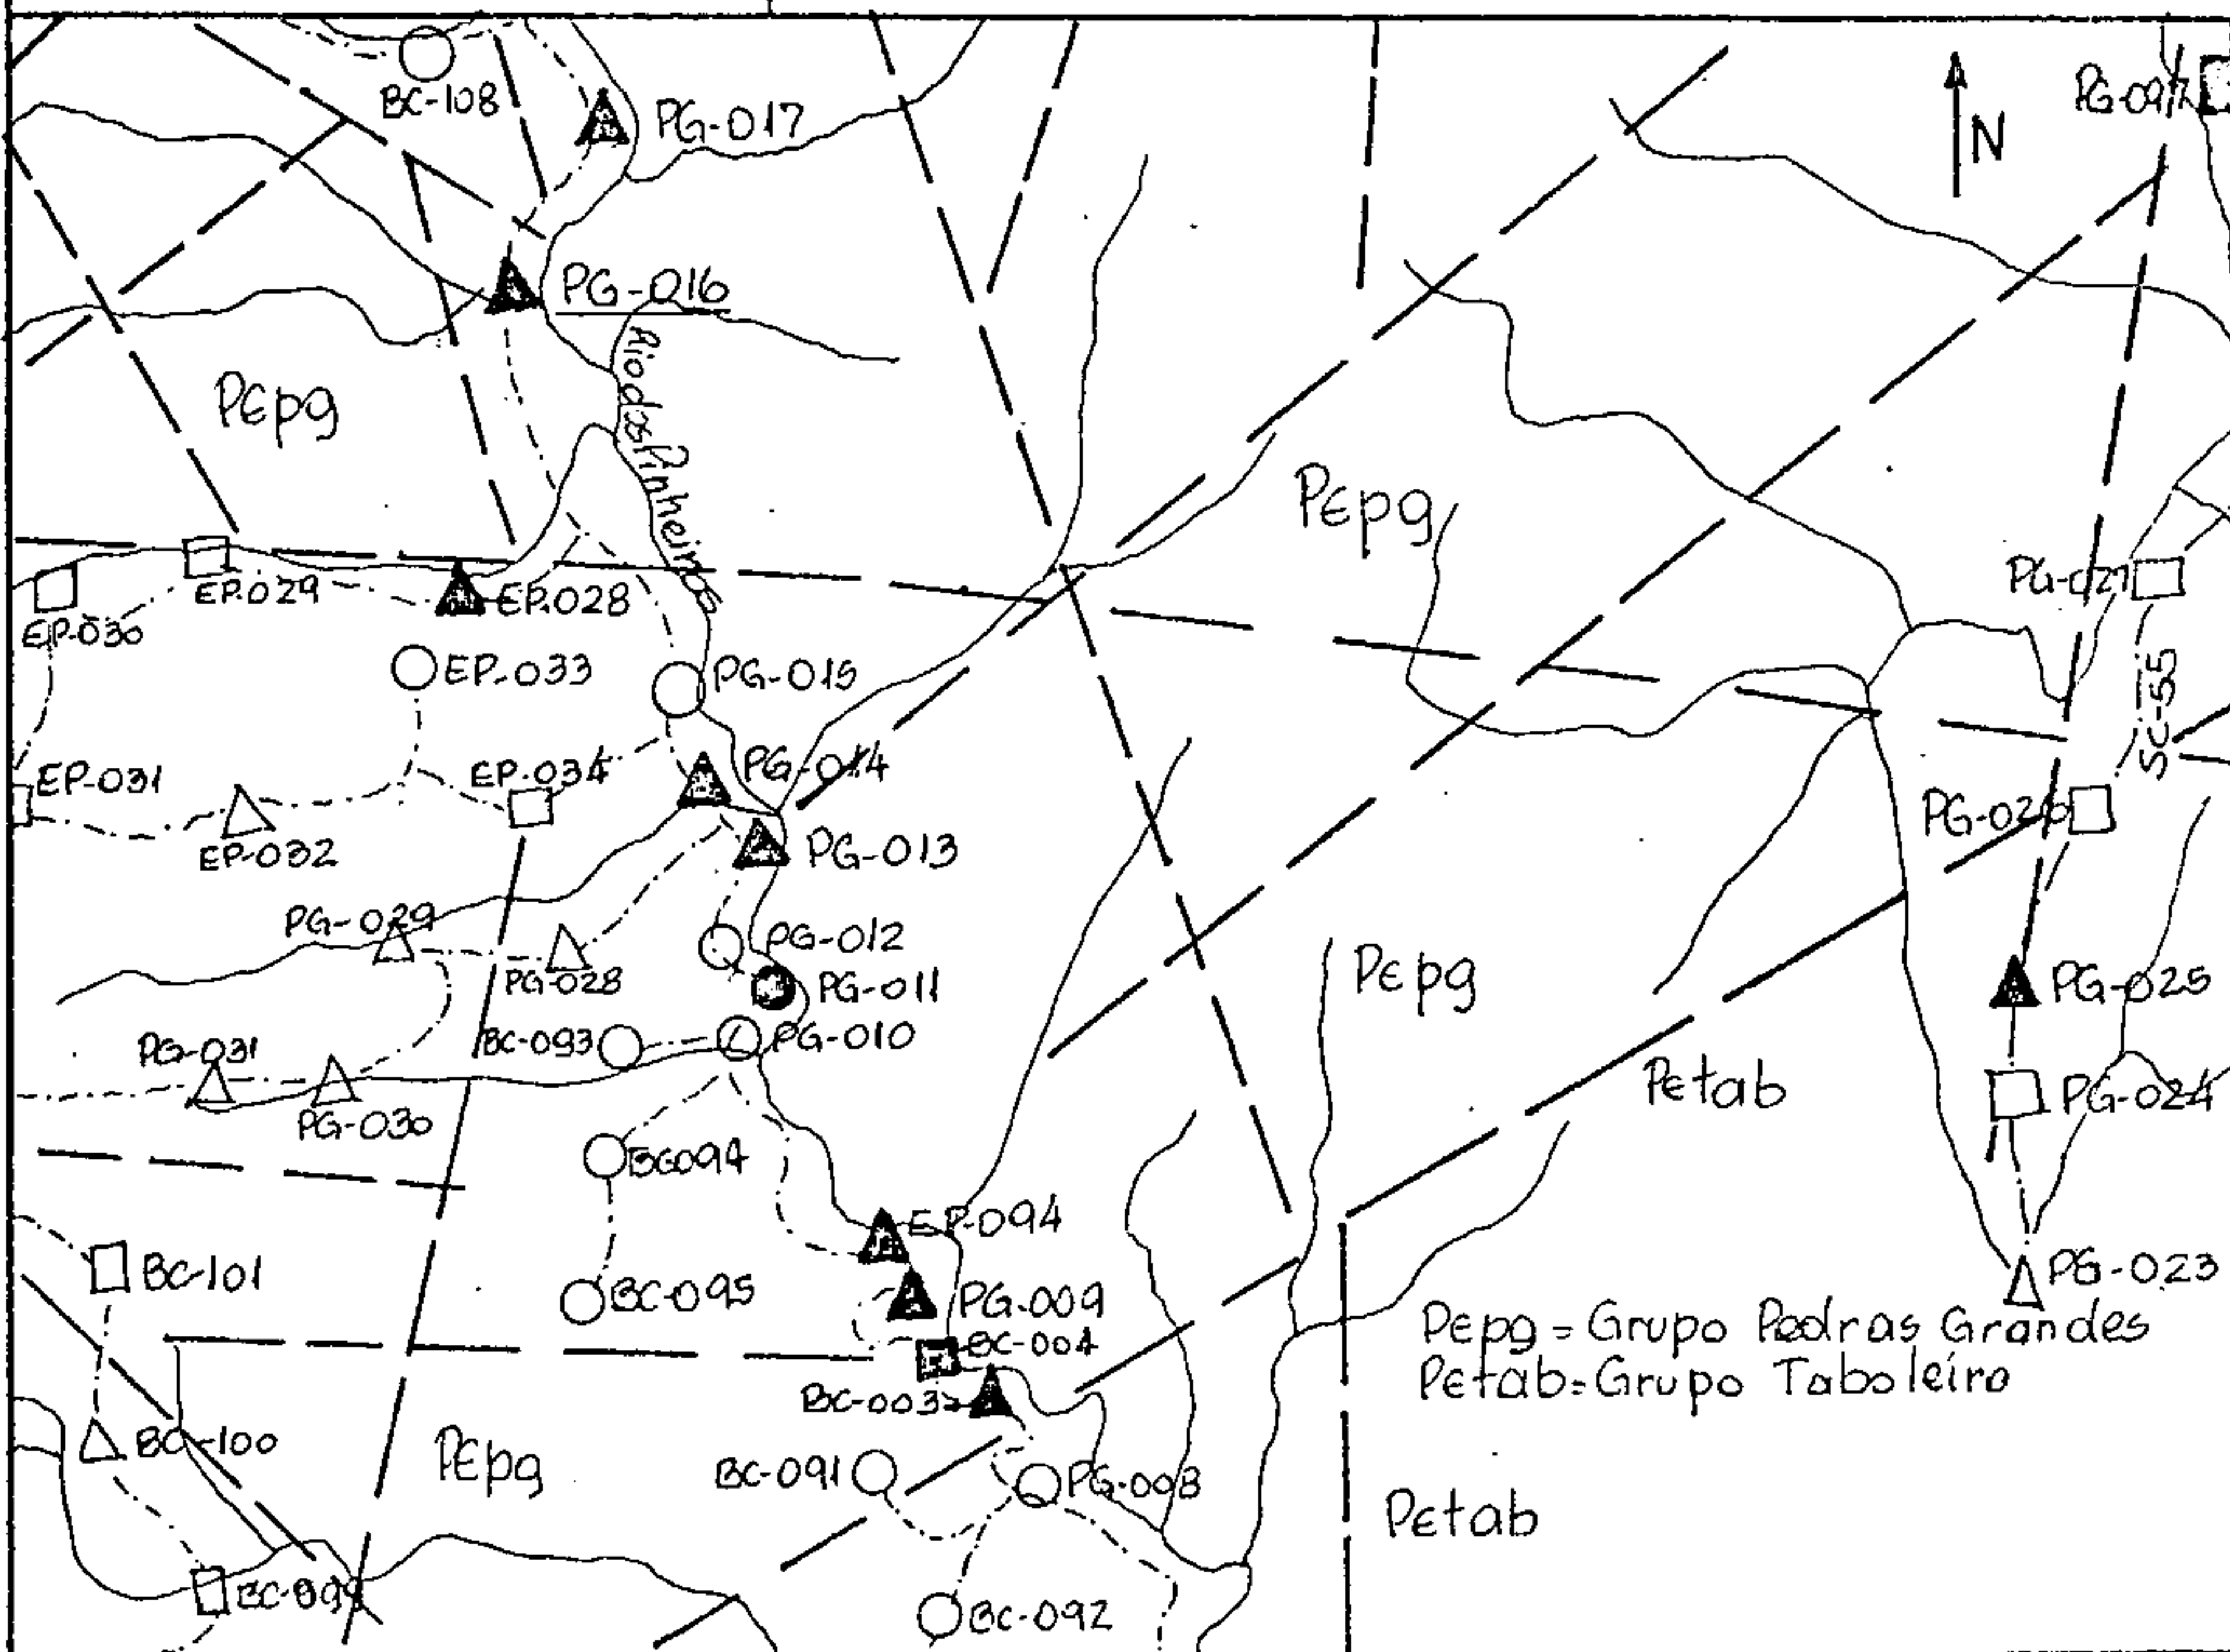 BC-108
PG-017
N
PG-016
Rio dos Pinheiros
PEpg
PEpg
EP-029
EP-028
EP-030
PG-027
EP-033
PG-015
SC-55
EP-031
EP-034
PG-014
PG-026
EP-032
PG-013
PG-029
PG-012
PG-028
PG-011
PEpg
PG-025
BC-093
PG-010
PG-031
PEtab
PG-024
PG-030
BC-094
EP-094
BC-101
PG-023
BC-095
PG-009
BC-004
PEpg = Grupo Pedras Grandes
PEtab = Grupo Taboleiro
BC-003
BC-100
PEpg
BC-091
PG-008
PEtab
BC-099
BC-092